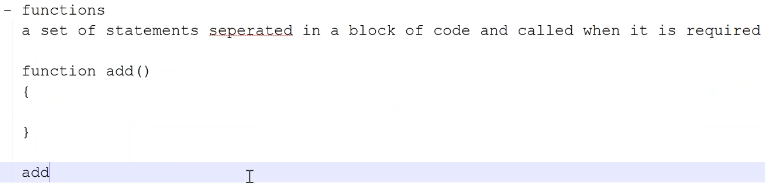 - functions
a set of statements seperated in a block of code and called when it is required
function add()
{
}
add